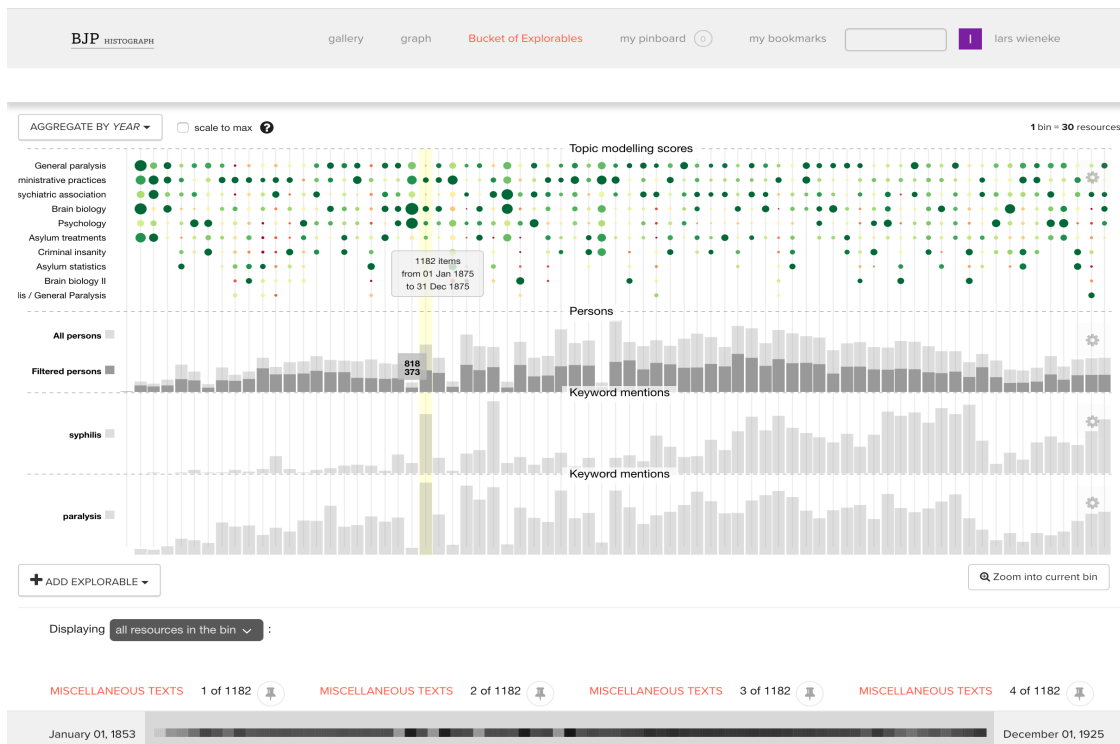 BJP HISTOGRAPH
gallery
graph
Bucket of Explorables
my pinboard 0
my bookmarks
l
lars wieneke
AGGREGATE BY YEAR
scale to max ?
1 bin = 30 resources
Topic modelling scores
General paralysis
ministrative practices
sychiatric association
Brain biology
Psychology
Asylum treatments
Criminal insanity
Asylum statistics
Brain biology II
lis / General Paralysis
1182 items
from 01 Jan 1875
to 31 Dec 1875
Persons
All persons
Filtered persons
818
373
Keyword mentions
syphilis
Keyword mentions
paralysis
ADD EXPLORABLE
Zoom into current bin
Displaying all resources in the bin :
MISCELLANEOUS TEXTS 1 of 1182
MISCELLANEOUS TEXTS 2 of 1182
MISCELLANEOUS TEXTS 3 of 1182
MISCELLANEOUS TEXTS 4 of 1182
January 01, 1853
December 01, 1925